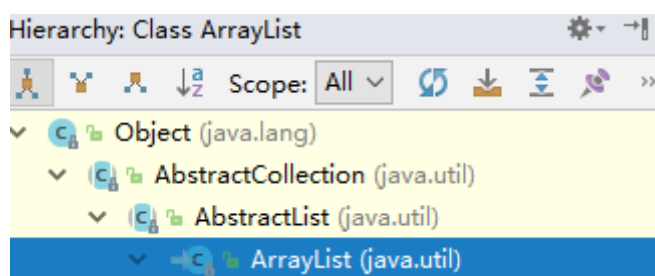 Hierarchy: Class ArrayList
Scope: All
Object (java.lang)
AbstractCollection (java.util)
AbstractList (java.util)
ArrayList (java.util)